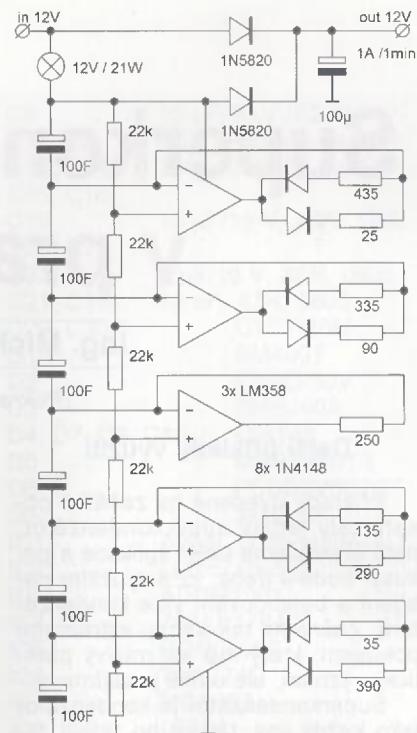 in 12V
out 12V
12V / 21W
1N5820
1A /1min
1N5820
100µ
22k
100F
−
+
435
25
22k
100F
−
+
335
90
22k
100F
3x LM358
−
+
250
22k
8x 1N4148
100F
−
+
135
290
22k
100F
−
+
35
390
22k
100F